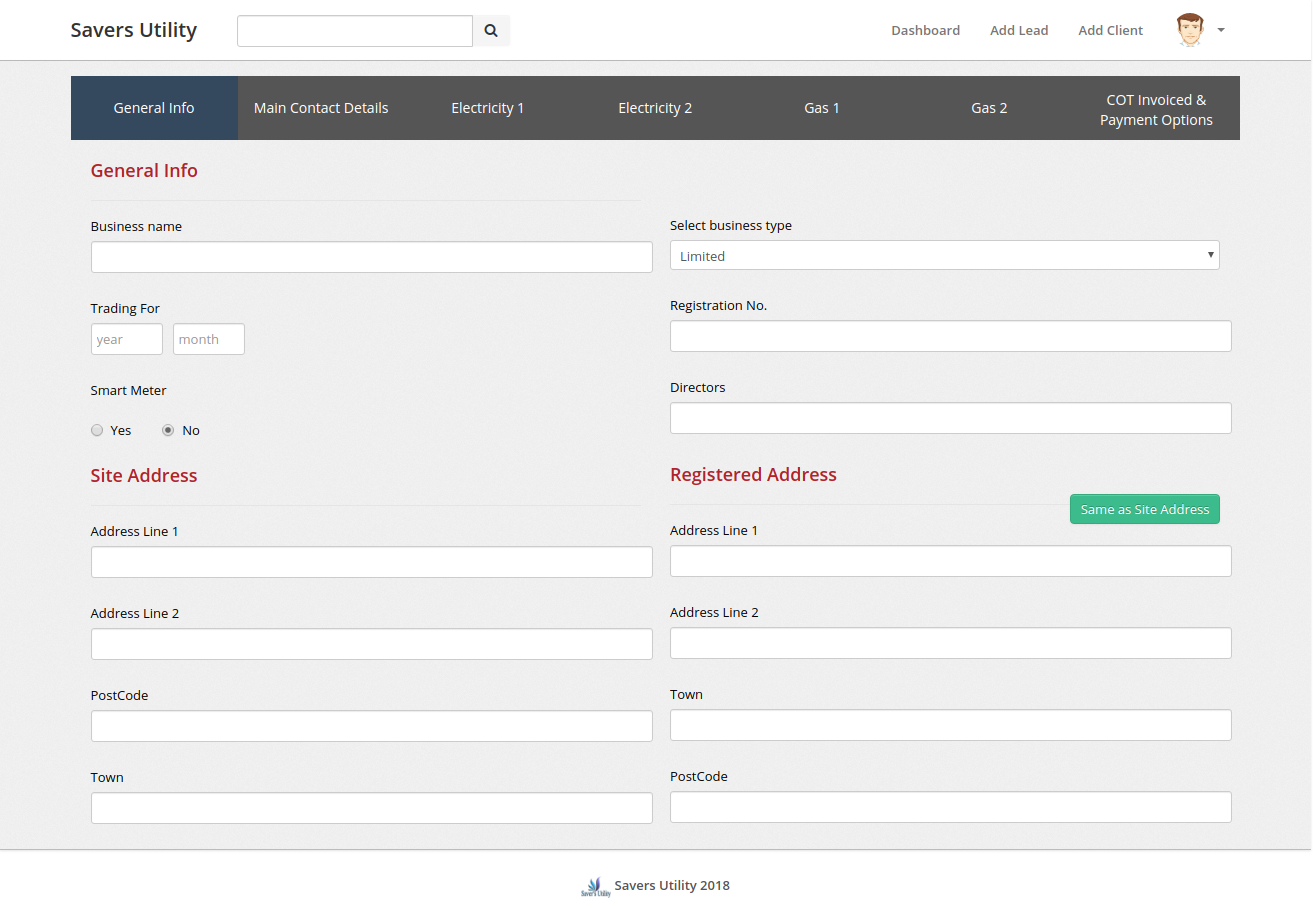 Savers Utility
Dashboard
Add Lead
Add Client
General Info
Main Contact Details
Electricity 1
Electricity 2
Gas 1
Gas 2
COT Invoiced &
Payment Options
General Info
Business name
Select business type
Limited
Trading For
year
month
Registration No.
Smart Meter
Yes
No
Directors
Site Address
Registered Address
Same as Site Address
Address Line 1
Address Line 1
Address Line 2
Address Line 2
PostCode
Town
Town
PostCode
Savers Utility
Savers Utility 2018